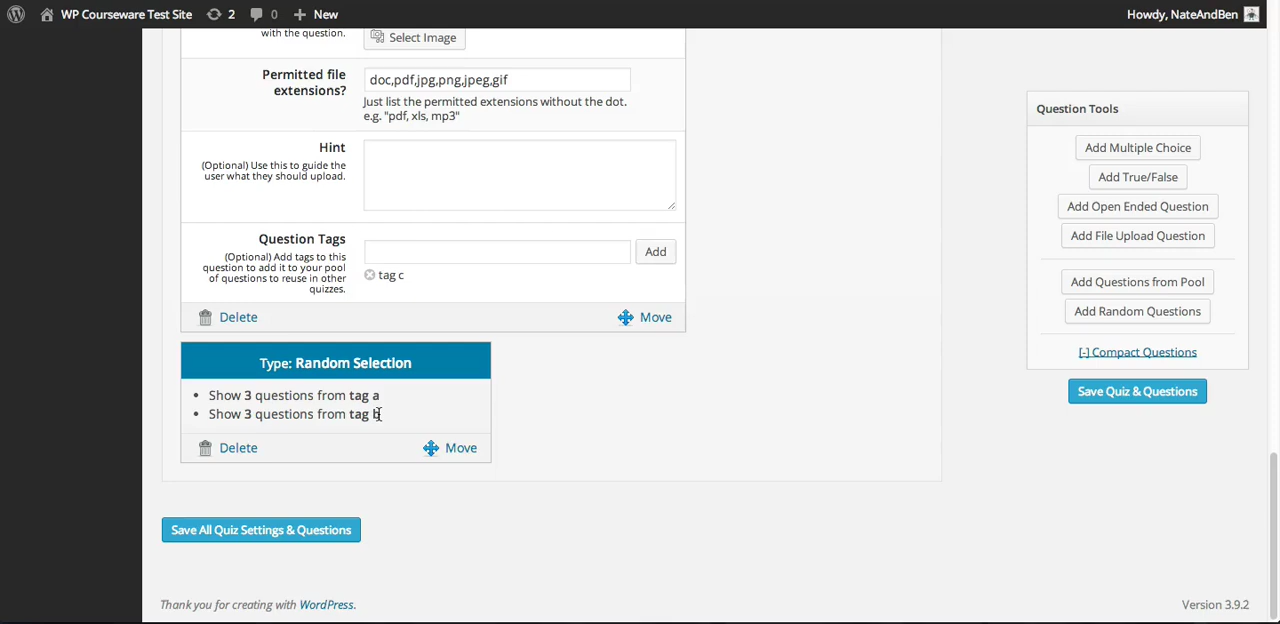 WP Courseware Test Site 2 0 New Howdy, NateAndBen
with the question.
Select Image
Permitted file
extensions?
doc,pdf,jpg,png,jpeg,gif
Just list the permitted extensions without the dot.
e.g. "pdf, xls, mp3"
Hint
(Optional) Use this to guide the
user what they should upload.
Question Tags
(Optional) Add tags to this
question to add it to your pool
of questions to reuse in other
quizzes.
Add
tag c
Delete Move
Type: Random Selection
• Show 3 questions from tag a
• Show 3 questions from tag b
Delete Move
Save All Quiz Settings & Questions
Question Tools
Add Multiple Choice
Add True/False
Add Open Ended Question
Add File Upload Question
Add Questions from Pool
Add Random Questions
[-] Compact Questions
Save Quiz & Questions
Thank you for creating with WordPress.
Version 3.9.2